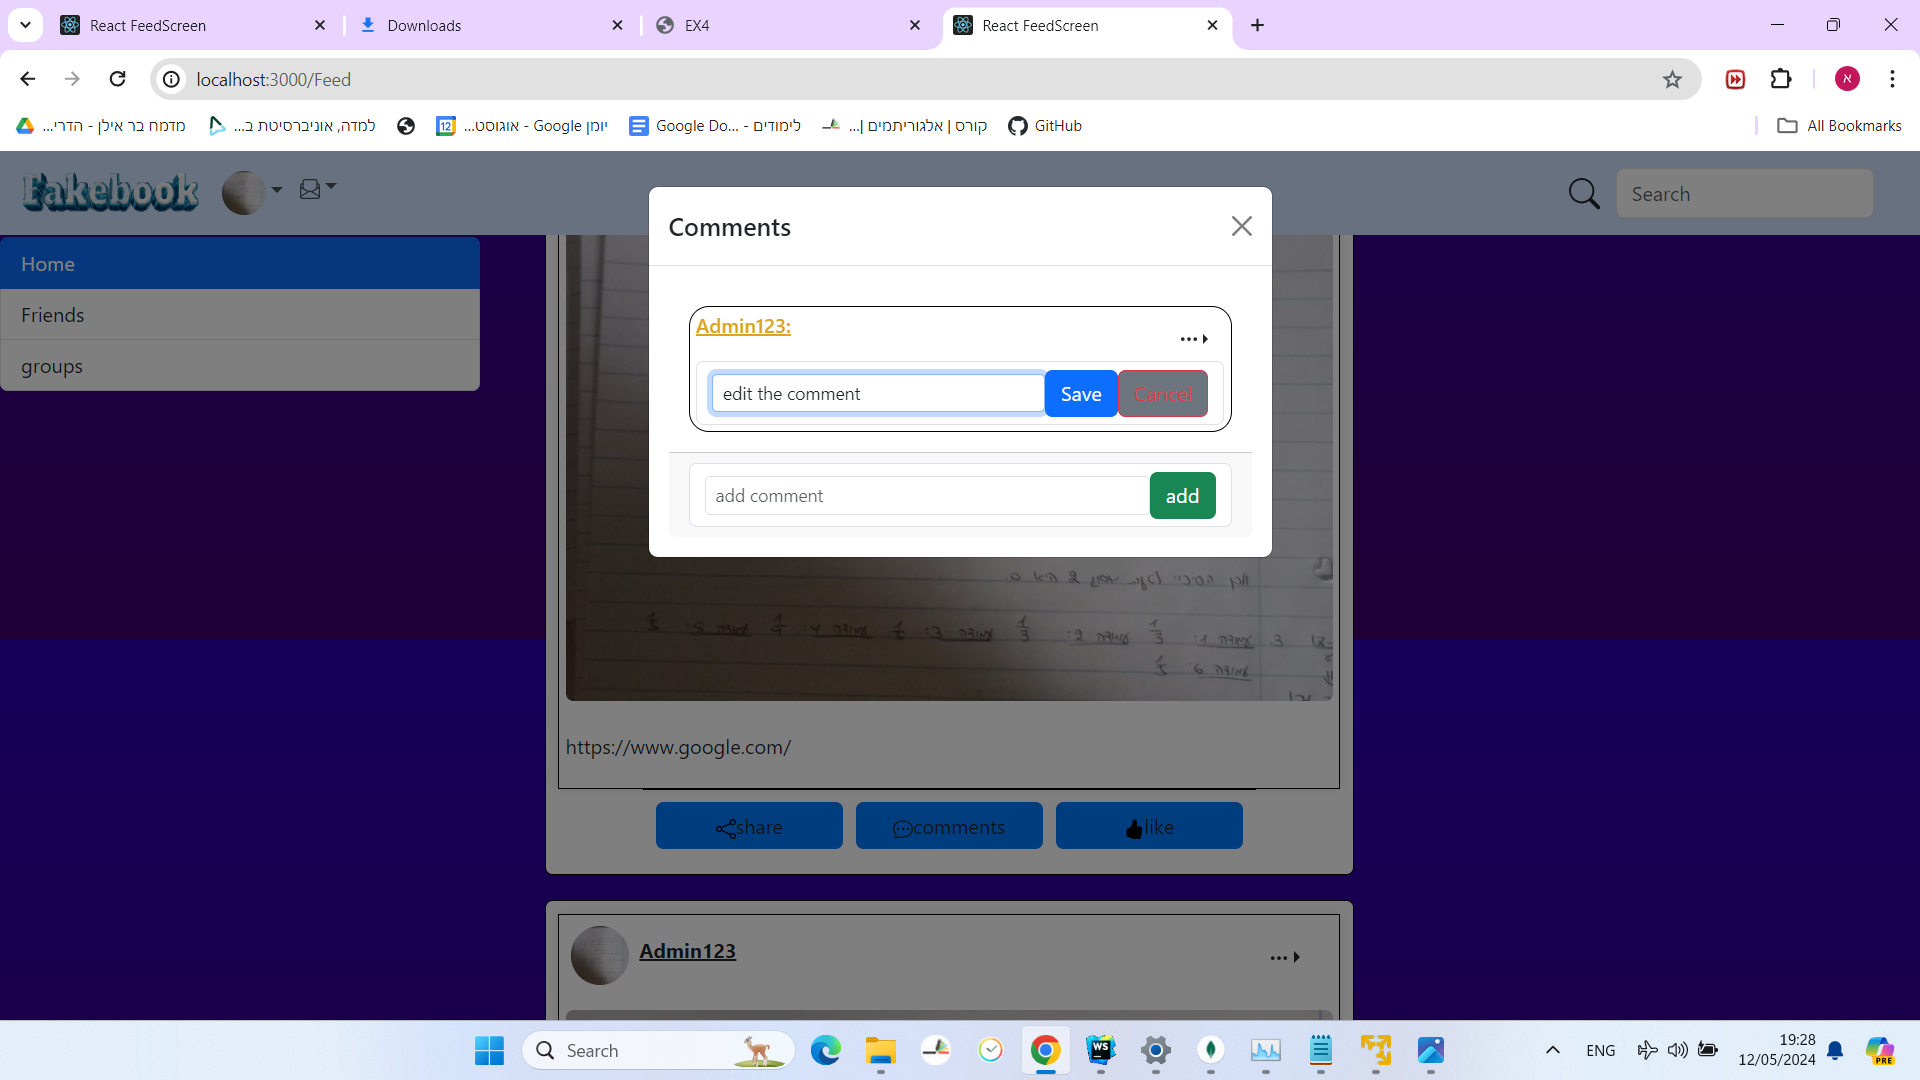 React FeedScreen
Downloads
EX4
React FeedScreen
localhost:3000/Feed
מדמח בר אילן - הדרי...
למדה, אוניברסיטת ב...
יומן Google - אוגוסט...
לימודים - Google Do...
קורס | אלגוריתמים |...
GitHub
All Bookmarks
Fakebook
Search
Home
Friends
groups
Comments
Admin123:
edit the comment
Save
Cancel
add comment
add
https://www.google.com/
share
comments
like
Admin123
Search
ENG
19:28
12/05/2024
PRE